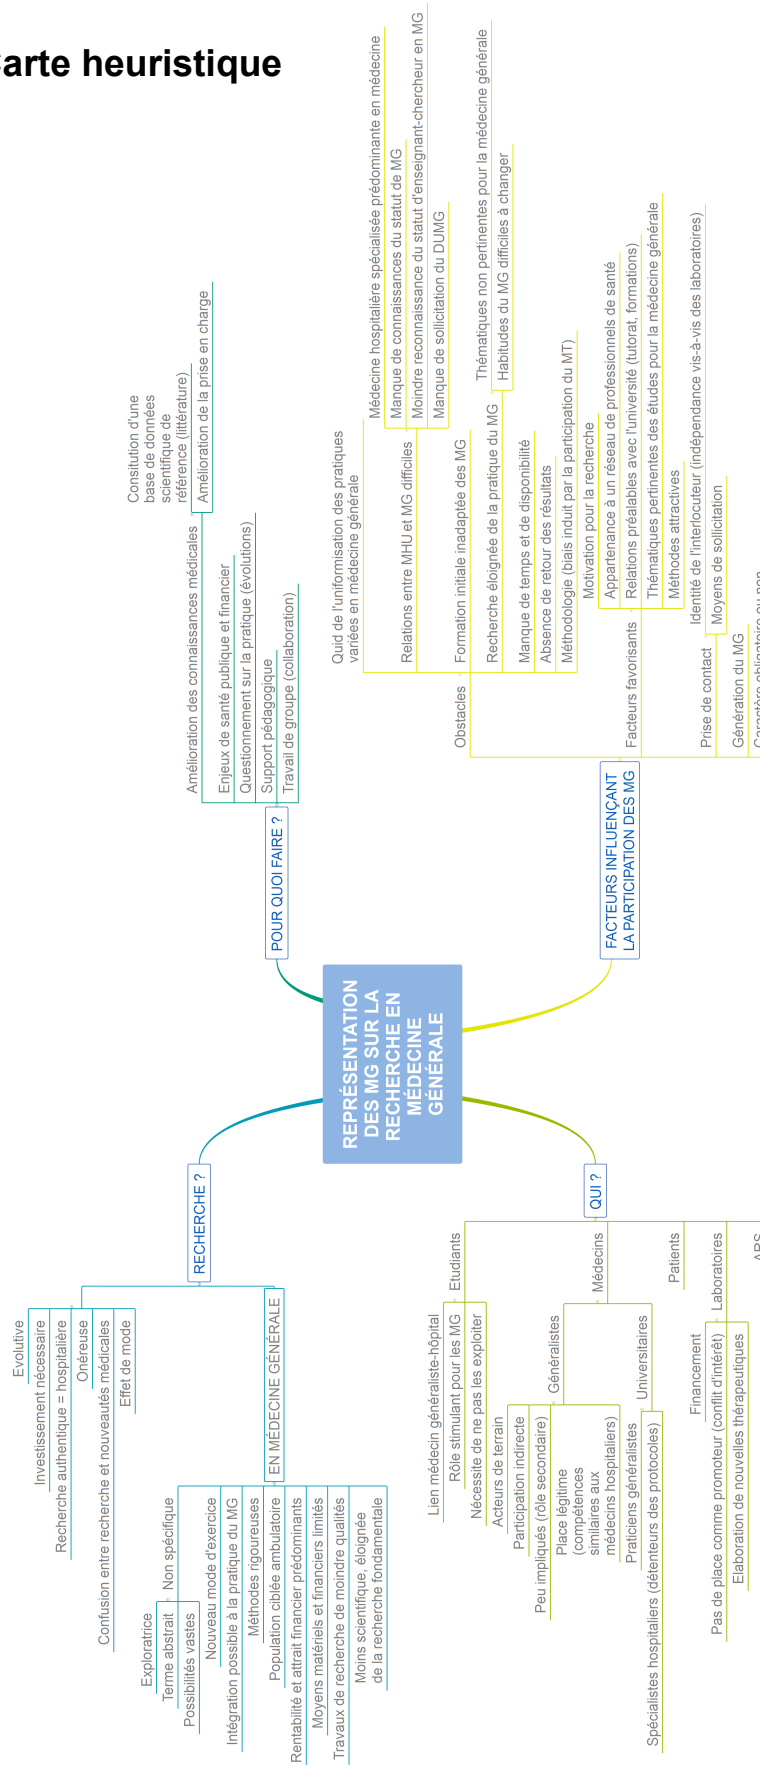 arte heuristique
REPRÉSENTATION
DES MG SUR LA
RECHERCHE EN
MÉDECINE
GÉNÉRALE
RECHERCHE ?
Evolutive
Investissement nécessaire
Recherche authentique = hospitalière
Onéreuse
Confusion entre recherche et nouveautés médicales
Effet de mode
EN MÉDECINE GÉNÉRALE
Non spécifique
Exploratrice
Terme abstrait
Possibilités vastes
Nouveau mode d'exercice
Intégration possible à la pratique du MG
Méthodes rigoureuses
Population ciblée ambulatoire
Rentabilité et attrait financier prédominants
Moyens matériels et financiers limités
Travaux de recherche de moindre qualités
Moins scientifique, éloignée
de la recherche fondamentale
POUR QUOI FAIRE ?
Amélioration des connaissances médicales
Consitution d'une
base de données
scientifique de
référence (littérature)
Amélioration de la prise en charge
Enjeux de santé publique et financier
Questionnement sur la pratique (évolutions)
Support pédagogique
Travail de groupe (collaboration)
QUI ?
Etudiants
Lien médecin généraliste-hôpital
Rôle stimulant pour les MG
Nécessite de ne pas les exploiter
Médecins
Généralistes
Acteurs de terrain
Participation indirecte
Peu impliqués (rôle secondaire)
Place légitime
(compétences
similaires aux
médecins hospitaliers)
Universitaires
Praticiens généralistes
Spécialistes hospitaliers (détenteurs des protocoles)
Patients
Laboratoires
Financement
Pas de place comme promoteur (conflit d'intérêt)
Elaboration de nouvelles thérapeutiques
ARS
FACTEURS INFLUENÇANT
LA PARTICIPATION DES MG
Obstacles
Quid de l'uniformisation des pratiques
variées en médecine générale
Relations entre MHU et MG difficiles
Médecine hospitalière spécialisée prédominante en médecine
Manque de connaissances du statut de MG
Moindre reconnaissance du statut d'enseignant-chercheur en MG
Manque de sollicitation du DUMG
Formation initiale inadaptée des MG
Recherche éloignée de la pratique du MG
Thématiques non pertinentes pour la médecine générale
Habitudes du MG difficiles à changer
Manque de temps et de disponibilité
Absence de retour des résultats
Méthodologie (biais induit par la participation du MT)
Facteurs favorisants
Motivation pour la recherche
Appartenance à un réseau de professionnels de santé
Relations préalables avec l'université (tutorat, formations)
Thématiques pertinentes des études pour la médecine générale
Méthodes attractives
Prise de contact
Identité de l'interlocuteur (indépendance vis-à-vis des laboratoires)
Moyens de sollicitation
Génération du MG
Caractère obligatoire ou non